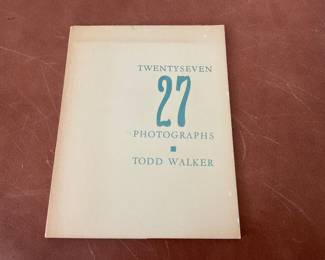 TWENTYSEVEN
27
PHOTOGRAPHS
TODD WALKER